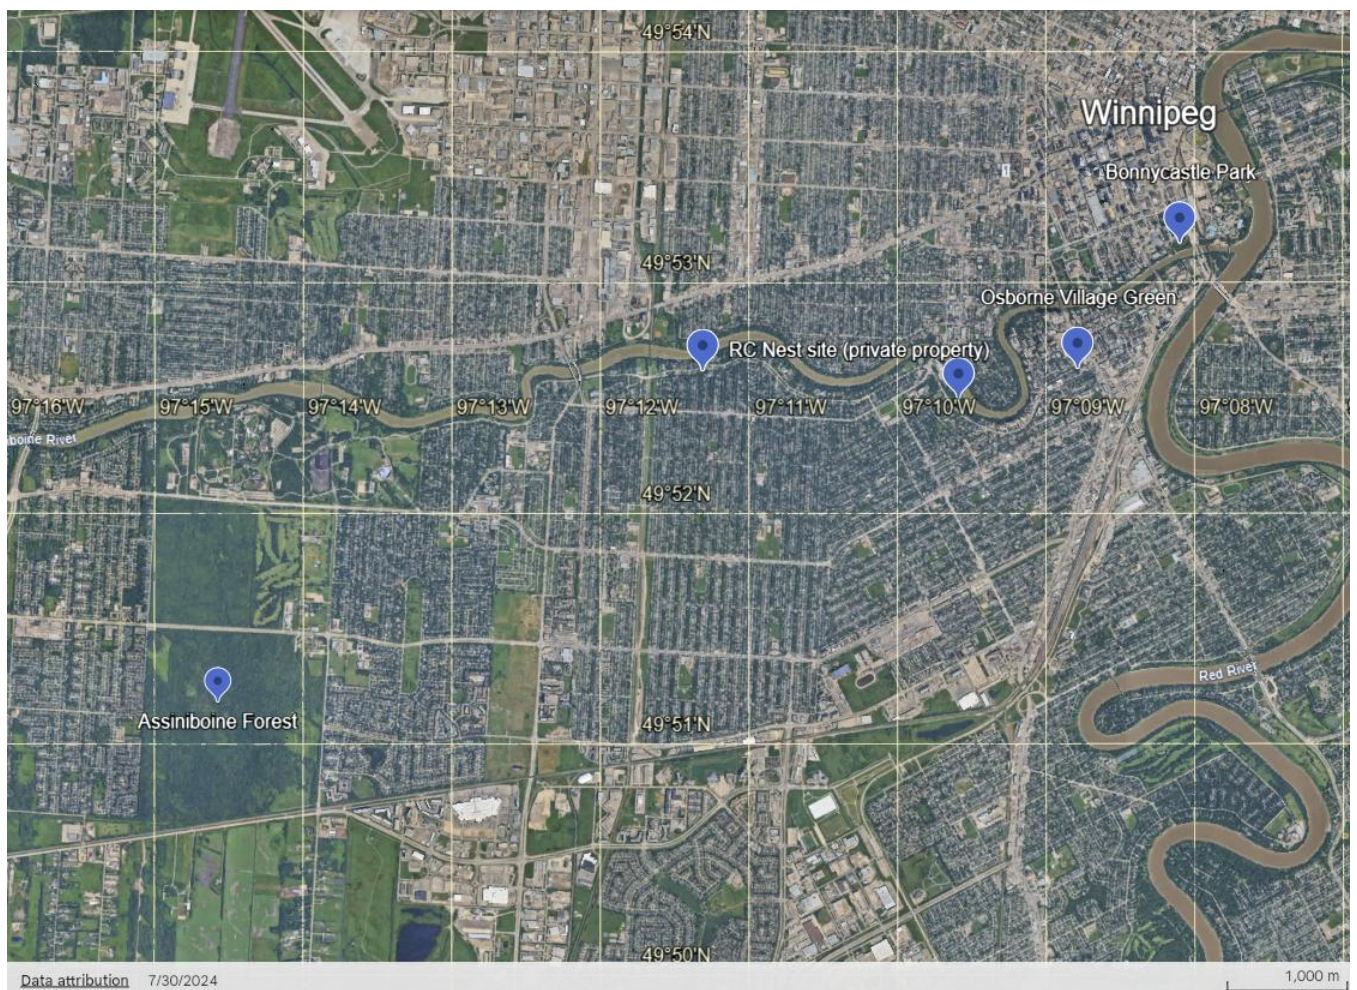 49°54'N
Winnipeg
Bonnycastle Park
49°53'N
Osborne Village Green
RC Nest site (private property)
97°16'W 97°15'W 97°14'W 97°13'W 97°12'W 97°11'W 97°10'W 97°09'W 97°08'W
iboine River
49°52'N
Red River
Assiniboine Forest
49°51'N
49°50'N
Data attribution 7/30/2024 1,000 m